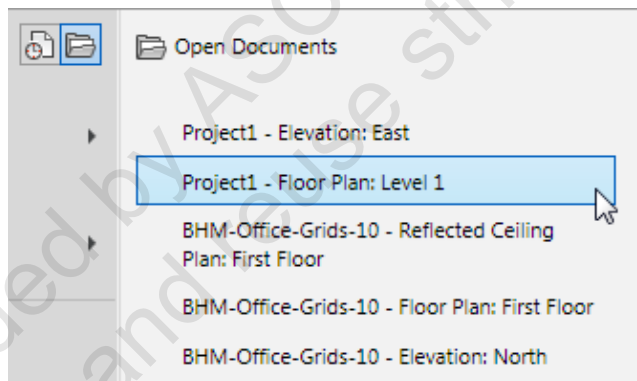 Open Documents
Project1 - Elevation: East
Project1 - Floor Plan: Level 1
BHM-Office-Grids-10 - Reflected Ceiling
Plan: First Floor
BHM-Office-Grids-10 - Floor Plan: First Floor
BHM-Office-Grids-10 - Elevation: North